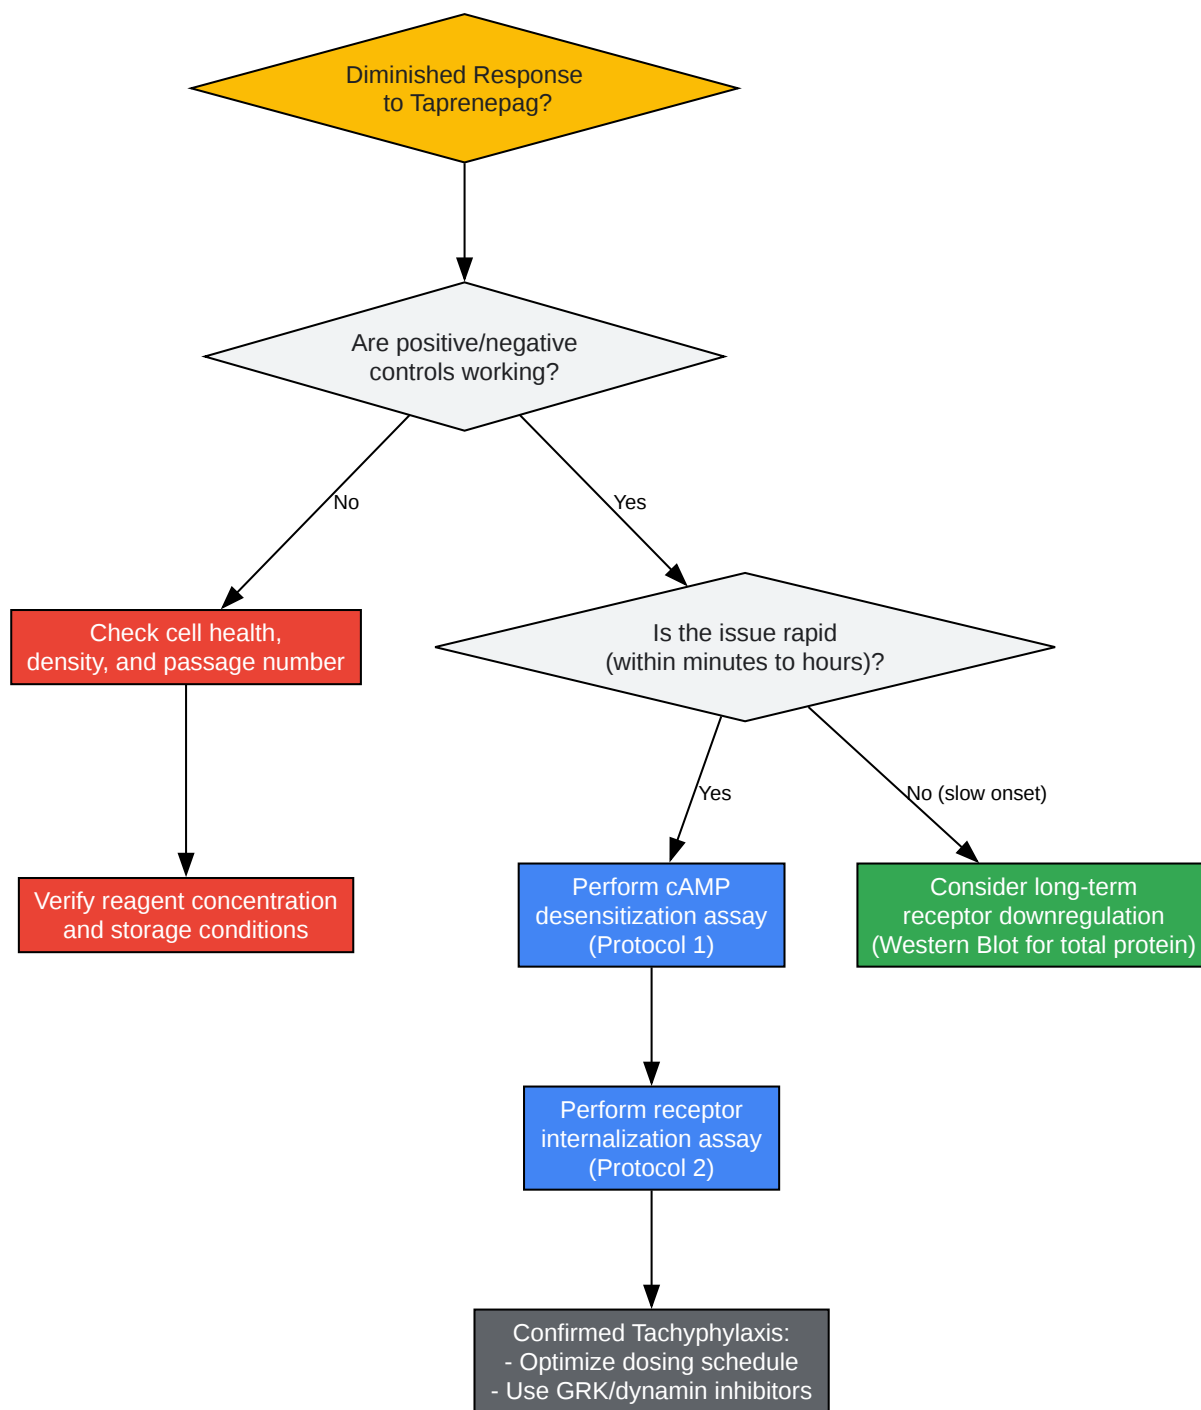 Diminished Response
to Taprenepag?
Are positive/negative
controls working?
No
Yes
Check cell health,
density, and passage number
Is the issue rapid
(within minutes to hours)?
Yes
No (slow onset)
Verify reagent concentration
and storage conditions
Perform cAMP
desensitization assay
(Protocol 1)
Consider long-term
receptor downregulation
(Western Blot for total protein)
Perform receptor
internalization assay
(Protocol 2)
Confirmed Tachyphylaxis:
- Optimize dosing schedule
- Use GRK/dynamin inhibitors